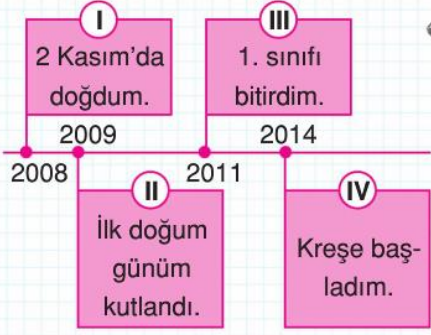 I
2 Kasım'da
doğdum.
III
1. sınıfı
bitirdim.
2009
2014
2008
2011
II
İlk doğum
günüm
kutlandı.
IV
Kreşe baş-
ladım.